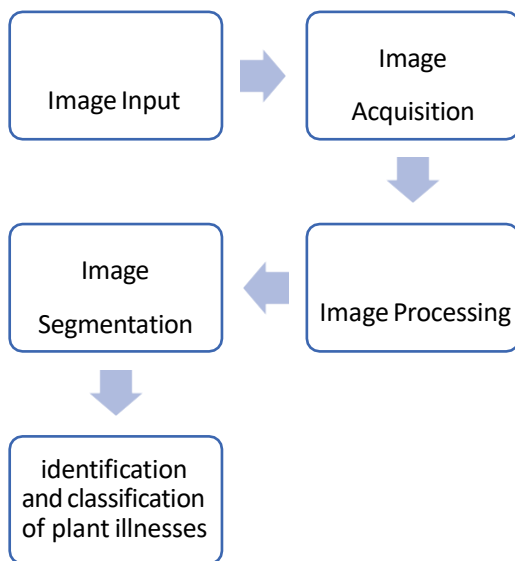 Image Input
Image
Acquisition
Image Processing
Image
Segmentation
identification
and classification
of plant illnesses